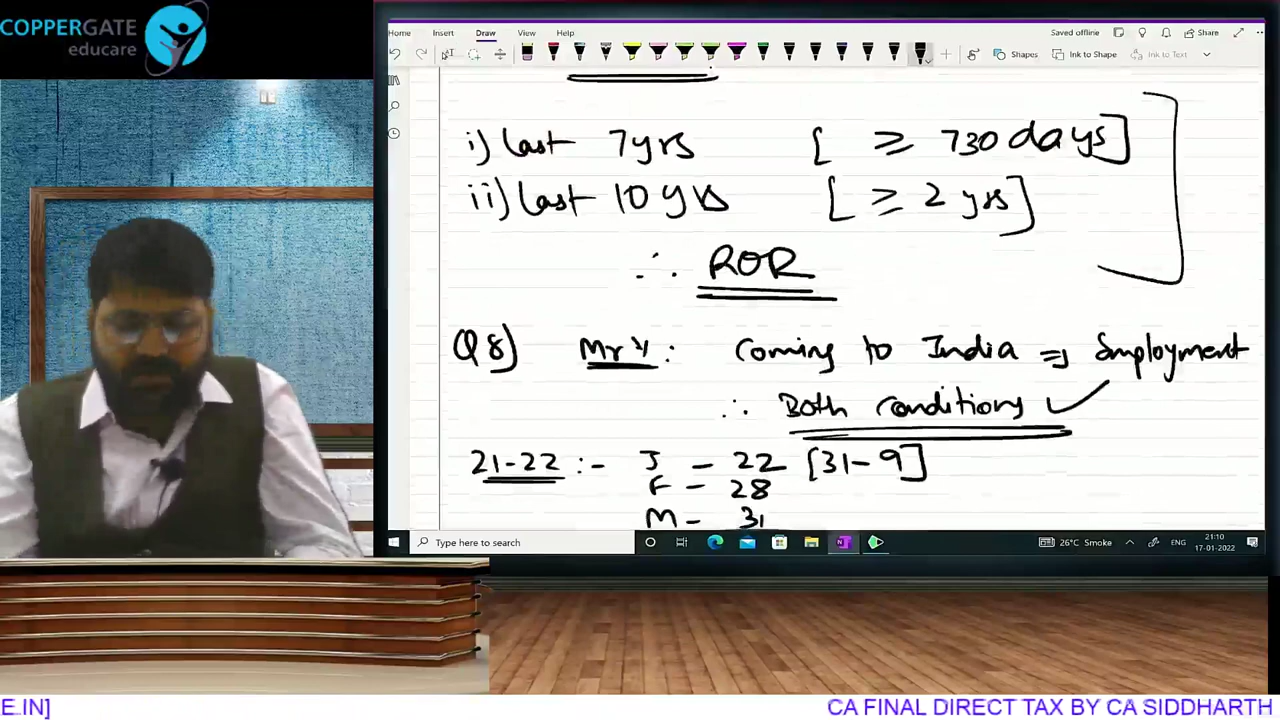 COPPERGATE
educare
Home Insert Draw View Help
Saved offline
Share
Shapes
Ink to Shape
Ink to Text
i) last 7yrs [ ≥ 730 days]
ii) last 10 yrs [ ≥ 2 yrs]
∴ ROR
Q8) Mr Y: Coming to India ⇒ Employment
∴ Both conditions ✓
21-22 :- J - 22 [31-9]
F - 28
M - 31
Type here to search
26°C Smoke
ENG
21:10
17-01-2022
E.IN]
CA FINAL DIRECT TAX BY CA SIDDHARTH